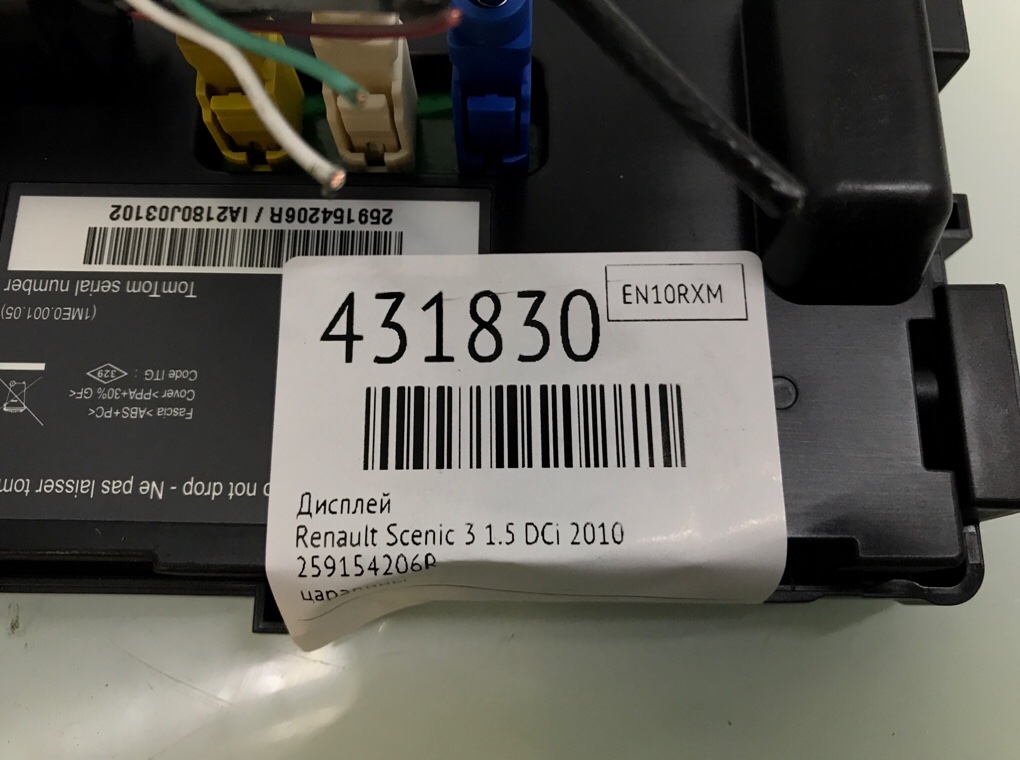 259154206R / IA2180J03102
TomTom serial number
(1ME0.001.05)
Code ITG : 329
Cover >PPA+30% GF<
Fascia >ABS+PC<
not drop - Ne pas laisser
431830
EN10RXM
Дисплей
Renault Scenic 3 1.5 DCi 2010
259154206R